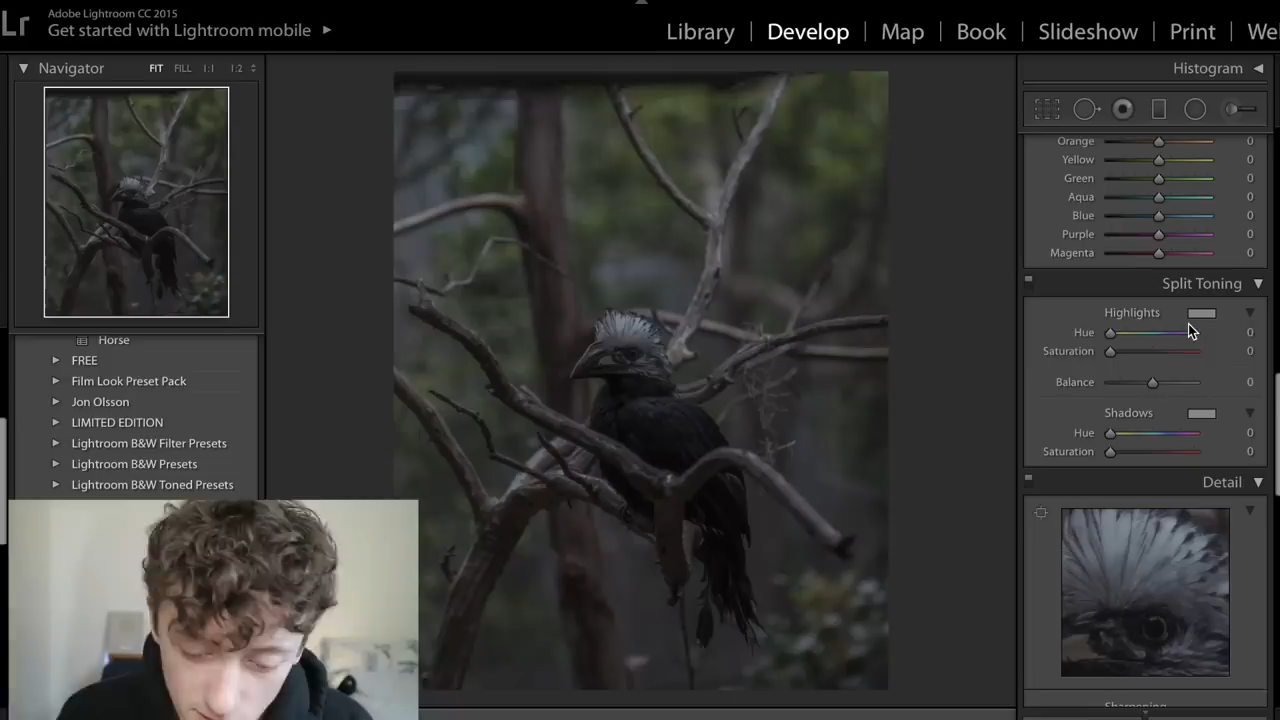 Lr
Adobe Lightroom CC 2015
Get started with Lightroom mobile
Library | Develop | Map | Book | Slideshow | Print | We
Navigator FIT FILL 1:1 1:2
Histogram
Orange 0
Yellow 0
Green 0
Aqua 0
Blue 0
Purple 0
Magenta 0
Split Toning
Highlights
Hue 0
Saturation 0
Balance 0
Shadows
Hue 0
Saturation 0
Detail
Sharpening
Horse
FREE
Film Look Preset Pack
Jon Olsson
LIMITED EDITION
Lightroom B&W Filter Presets
Lightroom B&W Presets
Lightroom B&W Toned Presets